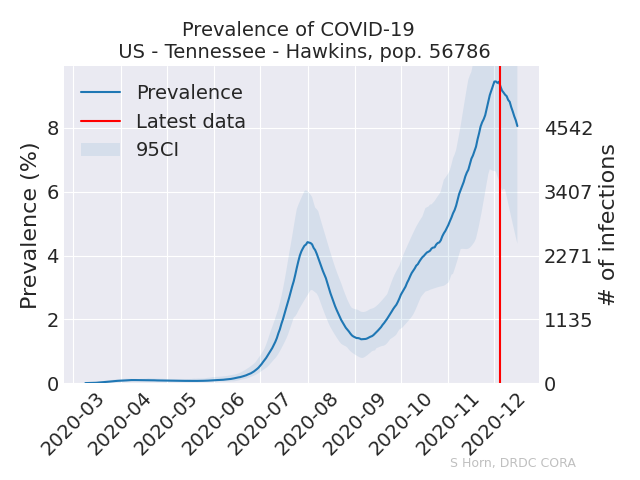 Prevalence of COVID-19
US - Tennessee - Hawkins, pop. 56786
Prevalence
Latest data
95CI
Prevalence (%)
8
6
4
2
0
4542
3407
2271
1135
0
# of infections
2020-03
2020-04
2020-05
2020-06
2020-07
2020-08
2020-09
2020-10
2020-11
2020-12
S Horn, DRDC CORA